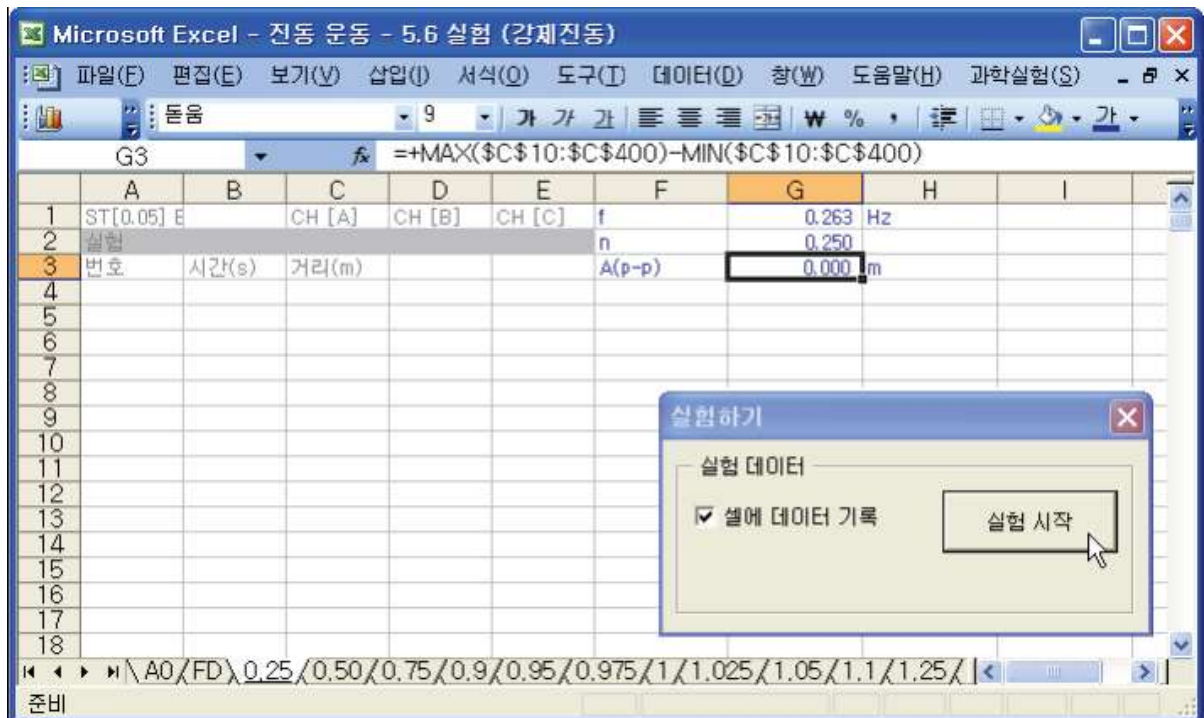 Microsoft Excel - 진동 운동 - 5.6 실험 (강제진동)
파일(F) 편집(E) 보기(V) 삽입(I) 서식(O) 도구(T) 데이터(D) 창(W) 도움말(H) 과학실험(S)
돋움 9 가 가 가 ₩ % , 가
G3 fx =+MAX($C$10:$C$400)-MIN($C$10:$C$400)
A B C D E F G H I
1 ST[0.05] E CH [A] CH [B] CH [C] f 0.263 Hz
2 실험 n 0.250
3 번호 시간(s) 거리(m) A(p-p) 0.000 m
4
5
6
7
8
9
10
11
12
13
14
15
16
17
18
실험하기
실험 데이터
셀에 데이터 기록
실험 시작
A0 / FD \ 0.25 / 0.50 / 0.75 / 0.9 / 0.95 / 0.975 / 1 / 1.025 / 1.05 / 1.1 / 1.25 /
준비